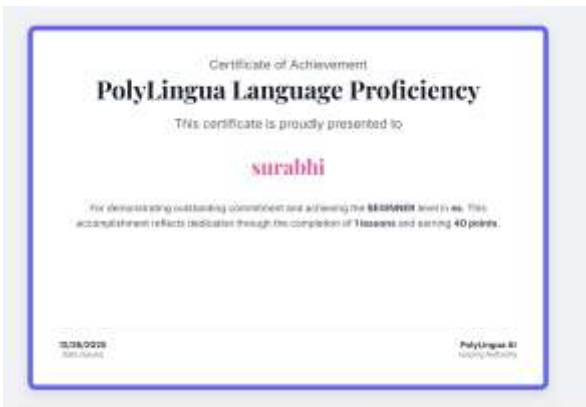 Certificate of Achievement
PolyLingua Language Proficiency
This certificate is proudly presented to
surabhi
For demonstrating outstanding commitment and achieving the BEGINNER level in es. This
accomplishment reflects dedication through the completion of 1 lessons and earning 40 points.
PolyLingua AI
Issuing Authority